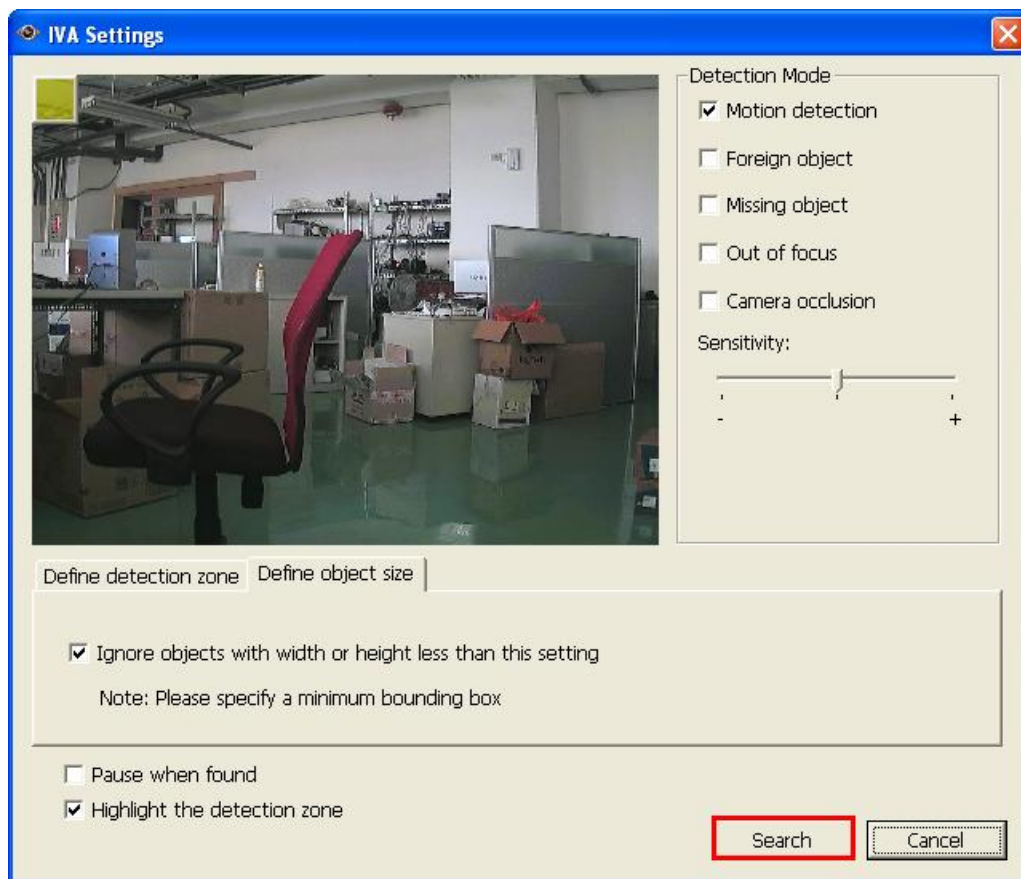 IVA Settings
Detection Mode
Motion detection
Foreign object
Missing object
Out of focus
Camera occlusion
Sensitivity:
- +
Define detection zone
Define object size
Ignore objects with width or height less than this setting
Note: Please specify a minimum bounding box
Pause when found
Highlight the detection zone
Search
Cancel